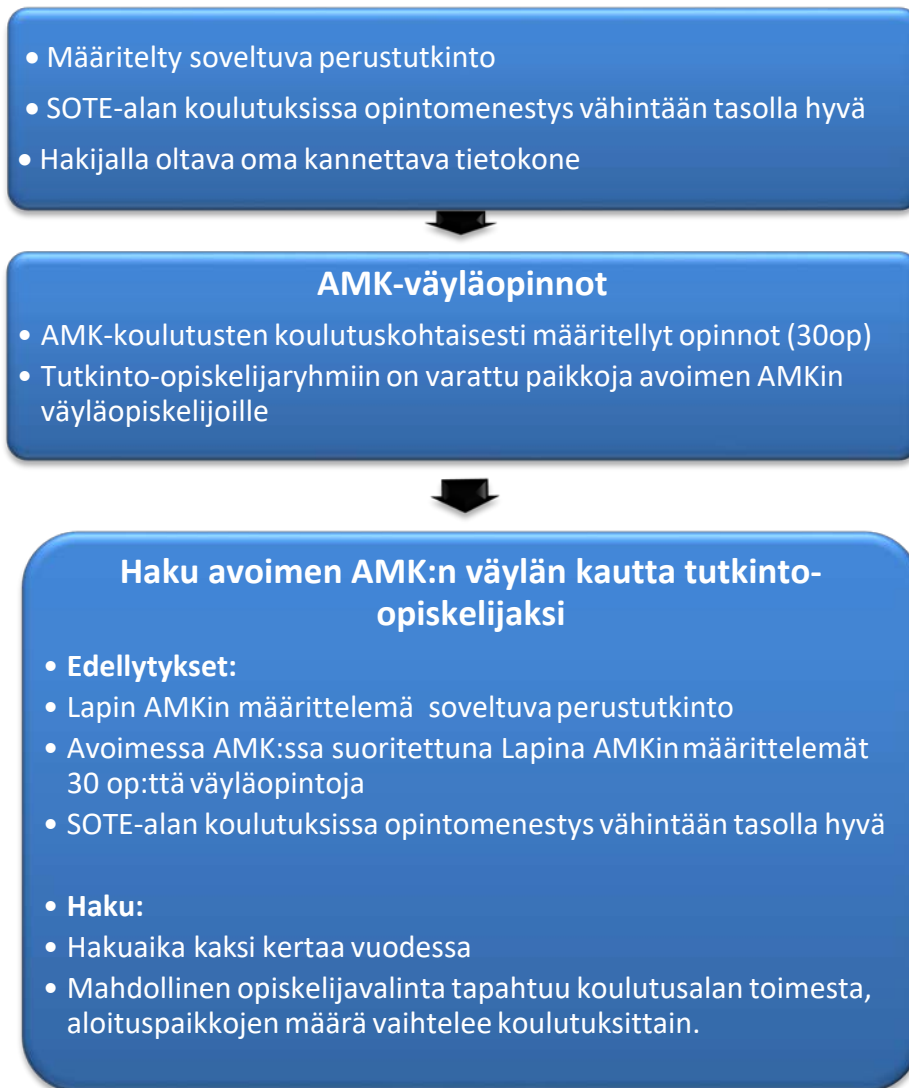 • Määritelty soveltuva perustutkinto
• SOTE-alan koulutuksissa opintomenestys vähintään tasolla hyvä
• Hakijalla oltava oma kannettava tietokone
AMK-väyläopinnot
• AMK-koulutusten koulutuskohtaisesti määritellyt opinnot (30op)
• Tutkinto-opiskelijaryhmiin on varattu paikkoja avoimen AMKin
väyläopiskelijoille
Haku avoimen AMK:n väylän kautta tutkinto-
opiskelijaksi
• Edellytykset:
• Lapin AMKin määrittelemä soveltuva perustutkinto
• Avoimessa AMK:ssa suoritettuna Lapina AMKin määrittelemät
30 op:ttä väyläopintoja
• SOTE-alan koulutuksissa opintomenestys vähintään tasolla hyvä
• Haku:
• Hakuaika kaksi kertaa vuodessa
• Mahdollinen opiskelijavalinta tapahtuu koulutusalan toimesta,
aloituspaikkojen määrä vaihtelee koulutuksittain.